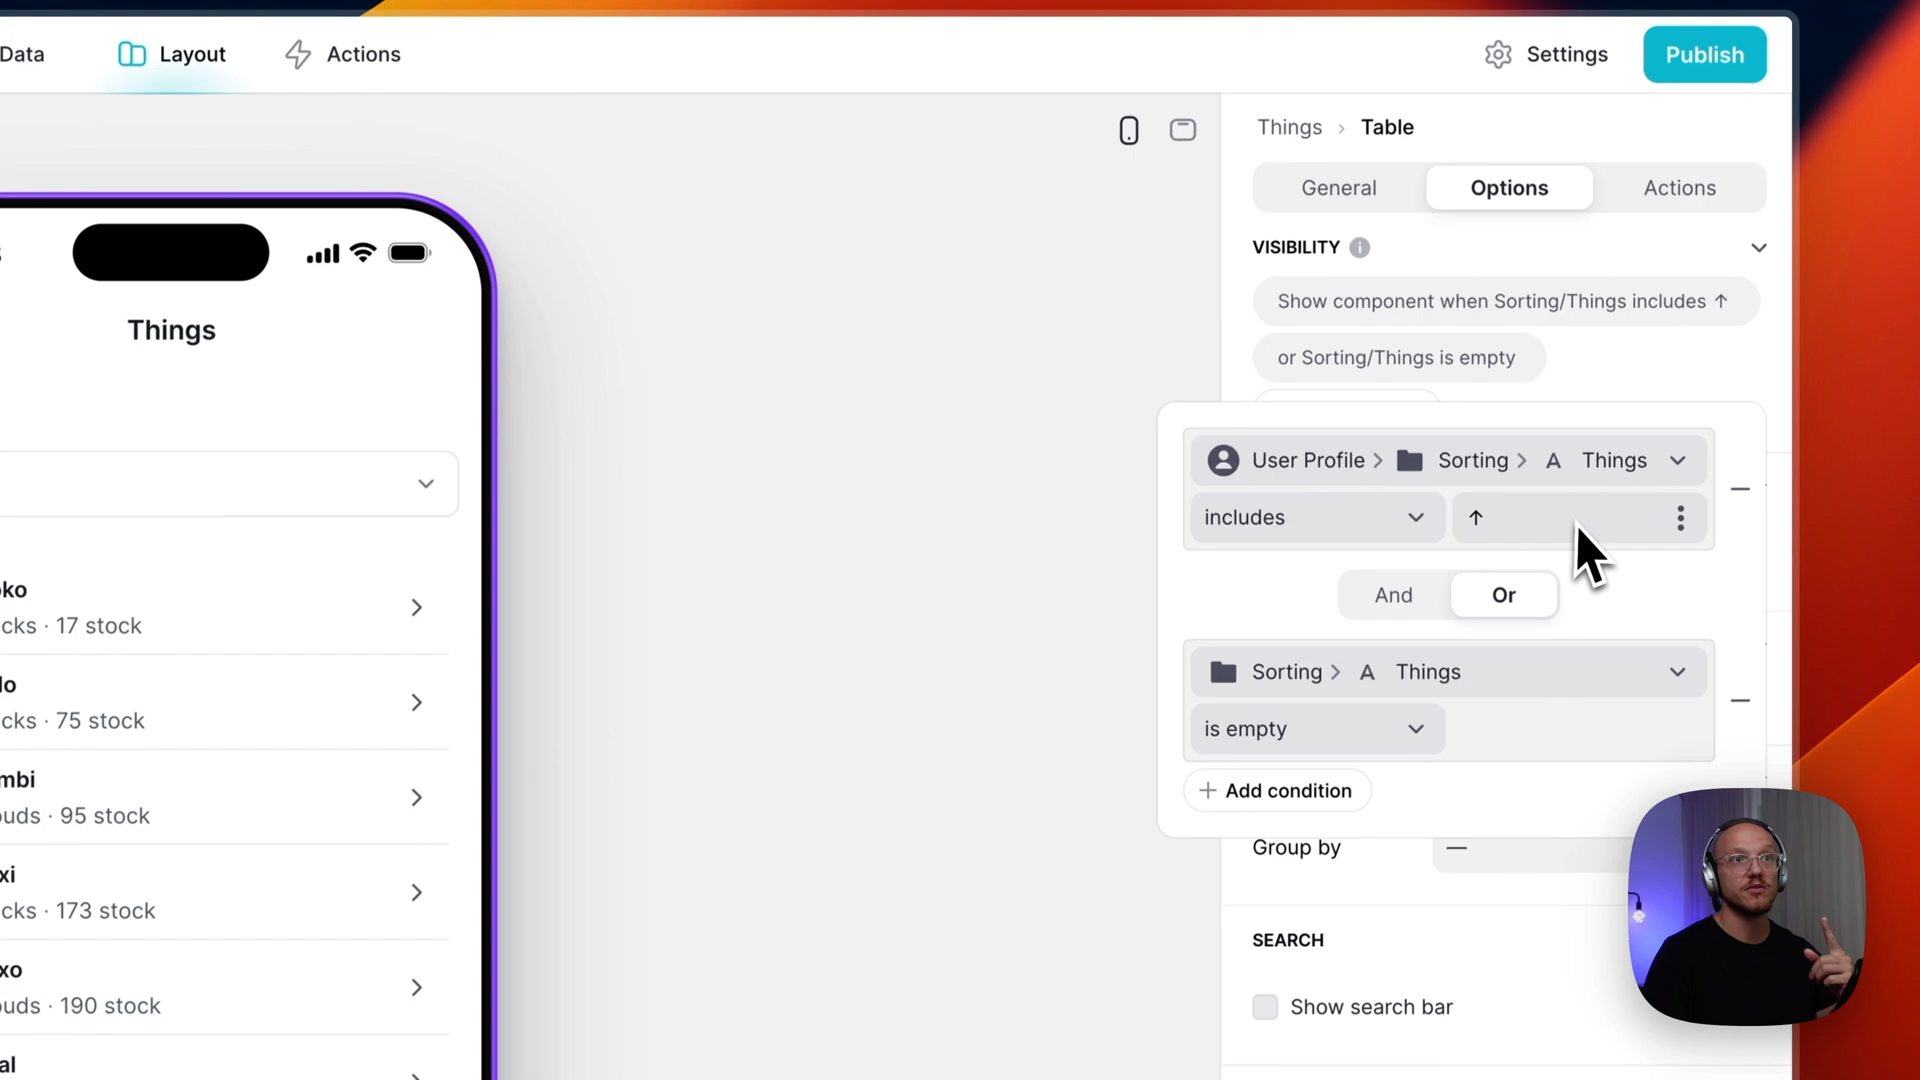 Data
Layout
Actions
Settings
Publish
Things › Table
General
Options
Actions
VISIBILITY
Show component when Sorting/Things includes ↑
or Sorting/Things is empty
Things
User Profile > Sorting > A Things
includes
↑
And
Or
Sorting > A Things
is empty
+ Add condition
Group by
—
SEARCH
Show search bar
17 stock
75 stock
95 stock
173 stock
190 stock